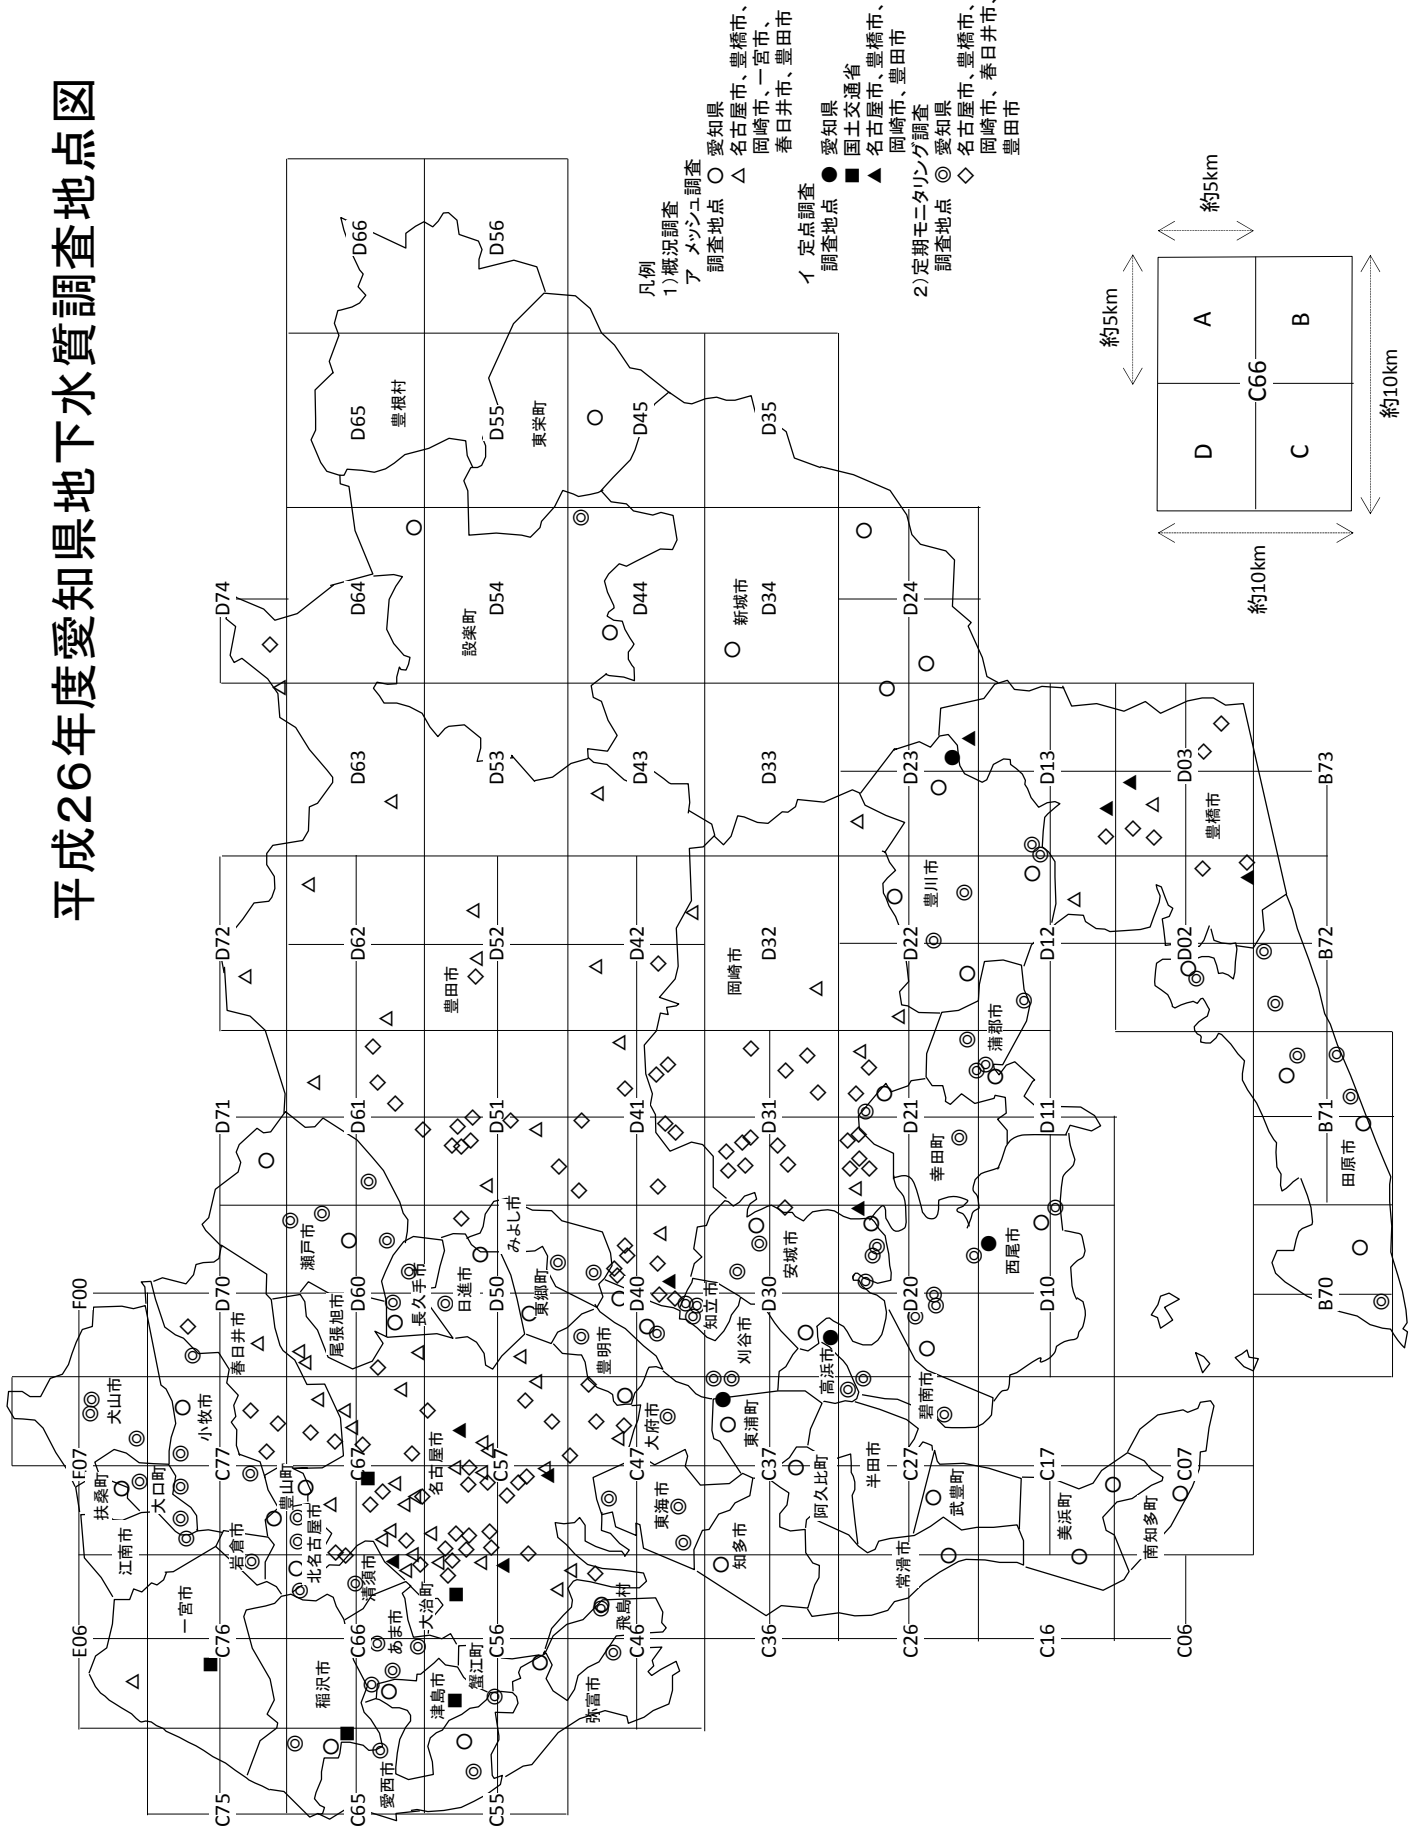 平成26年度愛知県地下水質調査地点図
凡例
1)概況調査
ア メッシュ調査
調査地点 ○ 愛知県
△ 名古屋市、豊橋市、
岡崎市、一宮市、
春日井市、豊田市
イ 定点調査
調査地点 ● 愛知県
■ 国土交通省
▲ 名古屋市、豊橋市、
岡崎市、豊田市
2)定期モニタリング調査
調査地点 ◎ 愛知県
◇ 名古屋市、豊橋市、
岡崎市、春日井市、
豊田市
約5km
約5km
約10km
約10km
D
A
C66
C
B
E06
E07
F00
C75
C76
C77
D70
D71
D72
D74
C65
C66
C67
D60
D61
D62
D63
D64
D65
D66
C55
C56
C57
D50
D51
D52
D53
D54
D55
D56
C46
C47
D40
D41
D42
D43
D44
D45
C36
C37
D30
D31
D32
D33
D34
D35
C26
C27
D20
D21
D22
D23
D24
C16
C17
D10
D11
D12
D13
C06
C07
D02
D03
B70
B71
B72
B73
犬山市
扶桑町
大口町
江南市
小牧市
岩倉市
一宮市
春日井市
豊山町
北名古屋市
稲沢市
清須市
あま市
大治町
津島市
蟹江町
愛西市
弥富市
飛島村
名古屋市
尾張旭市
瀬戸市
長久手市
日進市
みよし市
東郷町
豊明市
大府市
東海市
知多市
東浦町
刈谷市
知立市
安城市
高浜市
碧南市
阿久比町
半田市
常滑市
武豊町
美浜町
南知多町
西尾市
幸田町
蒲郡市
岡崎市
豊田市
豊川市
豊橋市
田原市
新城市
設楽町
東栄町
豊根村